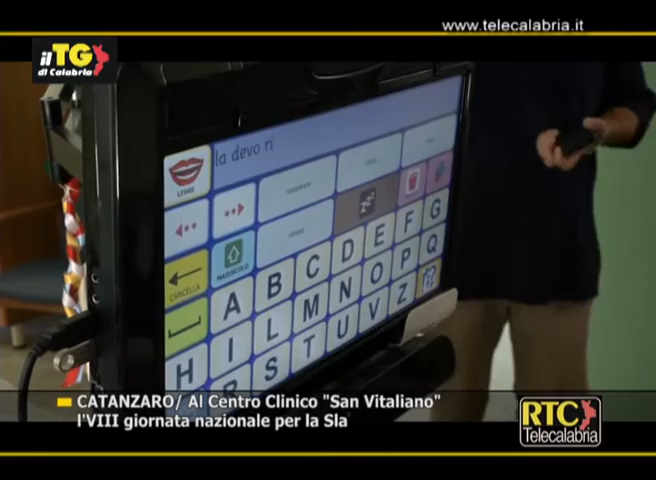 www.telecalabria.it
il TG
di Calabria
la devo ri
LEGGI
MAIUSCOLO
CANCELLA
A B C D E F G
H I L M N O P Q
R S T U V Z
CATANZARO/ Al Centro Clinico "San Vitaliano"
l'VIII giornata nazionale per la Sla
RTC
Telecalabria